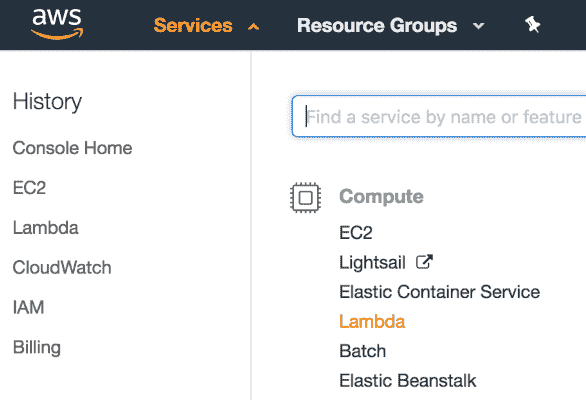 aws
Services Resource Groups
History
Console Home
EC2
Lambda
CloudWatch
IAM
Billing
Find a service by name or feature
Compute
EC2
Lightsail
Elastic Container Service
Lambda
Batch
Elastic Beanstalk